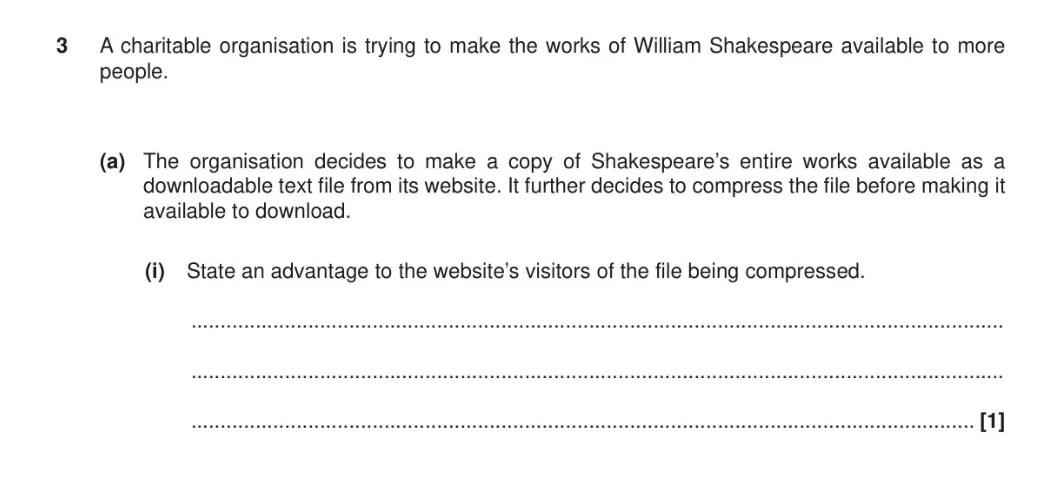 3 A charitable organisation is trying to make the works of William Shakespeare available to more
people.
(a) The organisation decides to make a copy of Shakespeare's entire works available as a
downloadable text file from its website. It further decides to compress the file before making it
available to download.
(i) State an advantage to the website's visitors of the file being compressed.
..........................................................................................................................................
..........................................................................................................................................
..................................................................................................................................... [1]